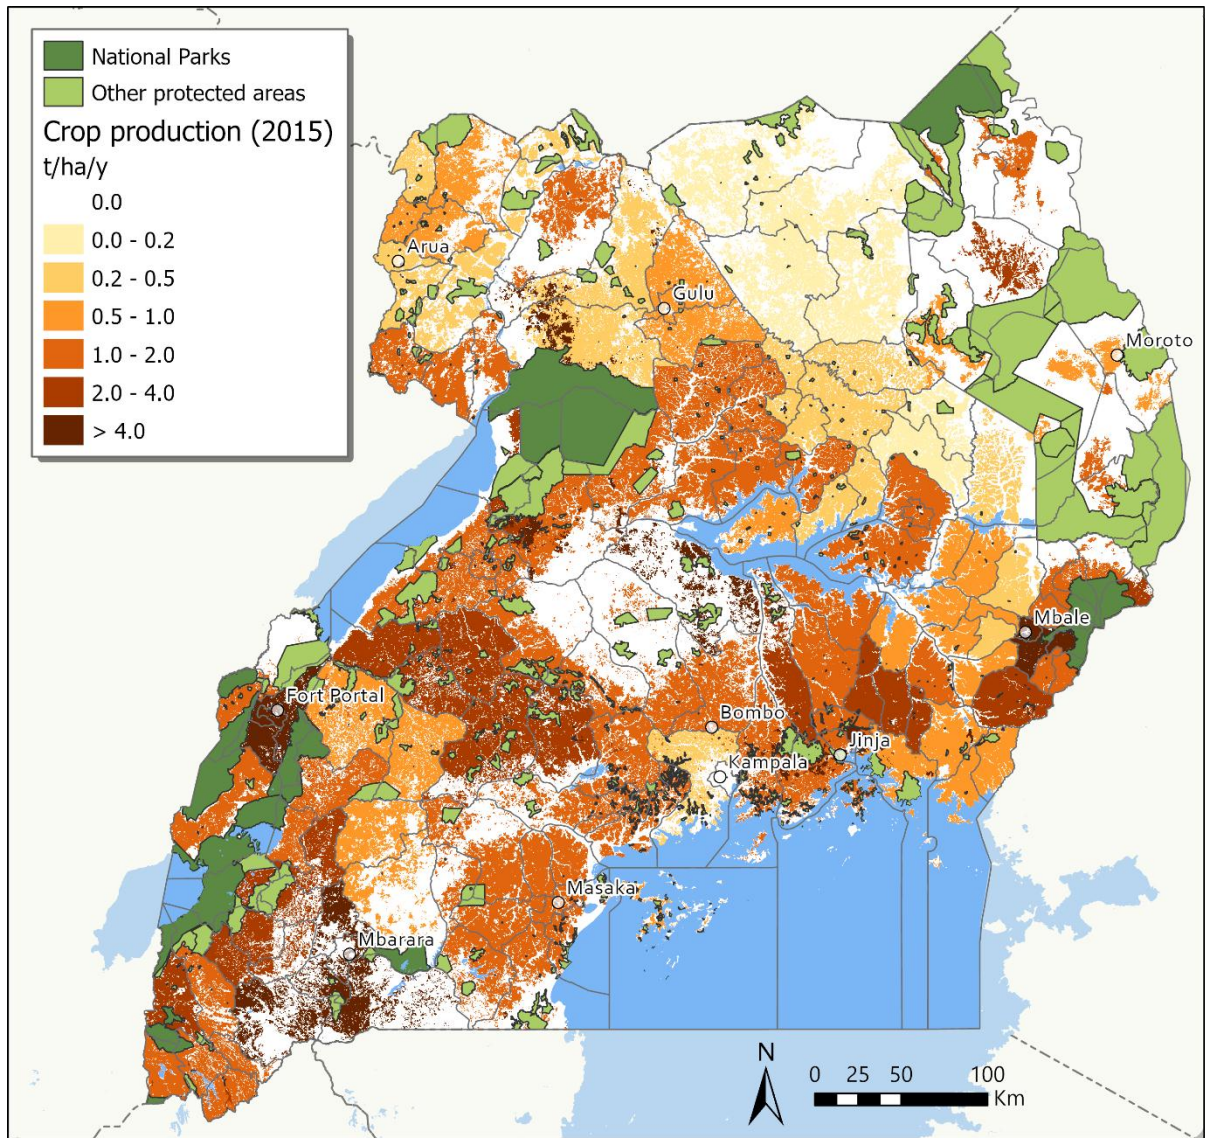 National Parks
Other protected areas
Crop production (2015)
t/ha/y
0.0
0.0 - 0.2
0.2 - 0.5
0.5 - 1.0
1.0 - 2.0
2.0 - 4.0
> 4.0
Arua
Gulu
Moroto
Mbale
Fort Portal
Bombo
Jinja
Kampala
Masaka
Mbarara
N
0 25 50 100
Km